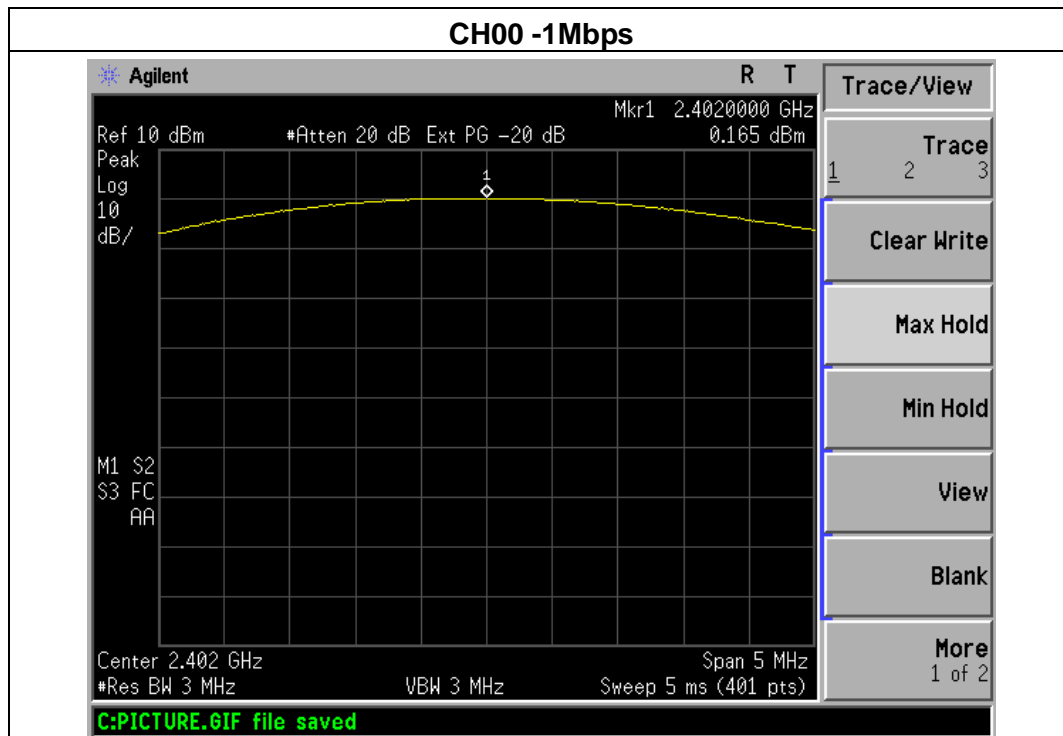 CH00 -1Mbps
Agilent R T
Mkr1 2.4020000 GHz
Ref 10 dBm #Atten 20 dB Ext PG -20 dB 0.165 dBm
Peak
Log
10
dB/
1
M1 S2
S3 FC
AA
Center 2.402 GHz Span 5 MHz
#Res BW 3 MHz VBW 3 MHz Sweep 5 ms (401 pts)
C:PICTURE.GIF file saved
Trace/View
Trace
1 2 3
Clear Write
Max Hold
Min Hold
View
Blank
More
1 of 2